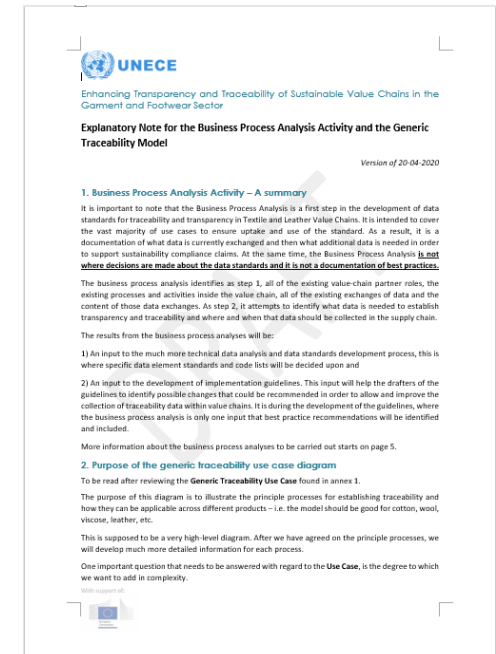 UNECE
Enhancing Transparency and Traceability of Sustainable Value Chains in the
Garment and Footwear Sector
Explanatory Note for the Business Process Analysis Activity and the Generic
Traceability Model
Version of 20-04-2020
1. Business Process Analysis Activity – A summary
It is important to note that the Business Process Analysis is a first step in the development of data
standards for traceability and transparency in Textile and Leather Value Chains. It is intended to cover
the vast majority of use cases to ensure uptake and use of the standard. As a result, it is a
documentation of what data is currently exchanged and then what additional data is needed in order
to support sustainability compliance claims. At the same time, the Business Process Analysis is not
where decisions are made about the data standards and it is not a documentation of best practices.
The business process analysis identifies as step 1, all of the existing value-chain partner roles, the
existing processes and activities inside the value chain, all of the existing exchanges of data and the
content of those data exchanges. As step 2, it attempts to identify what data is needed to establish
transparency and traceability and where and when that data should be collected in the supply chain.
The results from the business process analyses will be:
1) An input to the much more technical data analysis and data standards development process, this is
where specific data element standards and code lists will be decided upon and
2) An input to the development of implementation guidelines. This input will help the drafters of the
guidelines to identify possible changes that could be recommended in order to allow and improve the
collection of traceability data within value chains. It is during the development of the guidelines, where
the business process analysis is only one input that best practice recommendations will be identified
and included.
More information about the business process analyses to be carried out starts on page 5.
2. Purpose of the generic traceability use case diagram
To be read after reviewing the Generic Traceability Use Case found in annex 1.
The purpose of this diagram is to illustrate the principle processes for establishing traceability and
how they can be applicable across different products – i.e. the model should be good for cotton, wool,
viscose, leather, etc.
This is supposed to be a very high-level diagram. After we have agreed on the principle processes, we
will develop much more detailed information for each process.
One important question that needs to be answered with regard to the Use Case, is the degree to which
we want to add in complexity.
With support of:
DRAFT